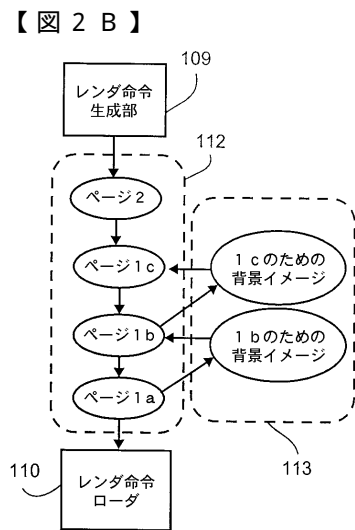 【図２Ｂ】
109
レンダ命令
生成部
112
ページ２
ページ１ｃ
１ｃのための
背景イメージ
ページ１ｂ
１ｂのための
背景イメージ
ページ１ａ
110
レンダ命令
ローダ
113